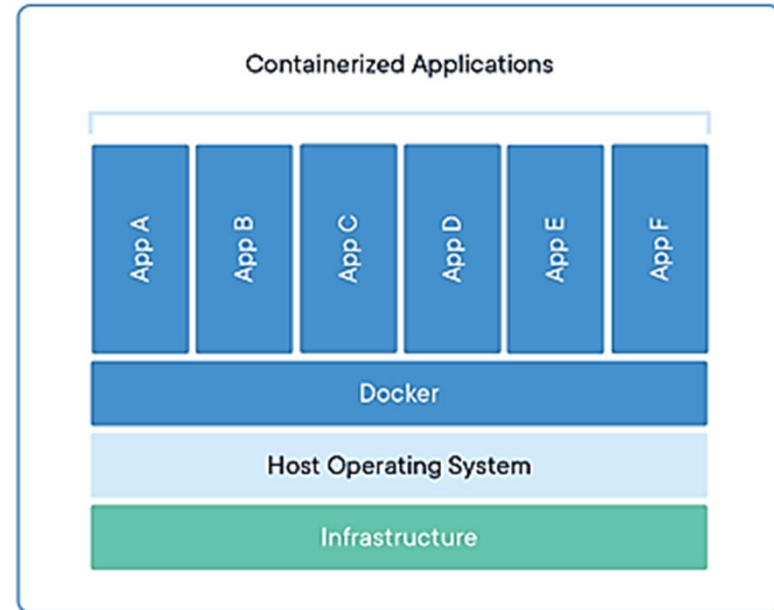 Containerized Applications
App A
App B
App C
App D
App E
App F
Docker
Host Operating System
Infrastructure